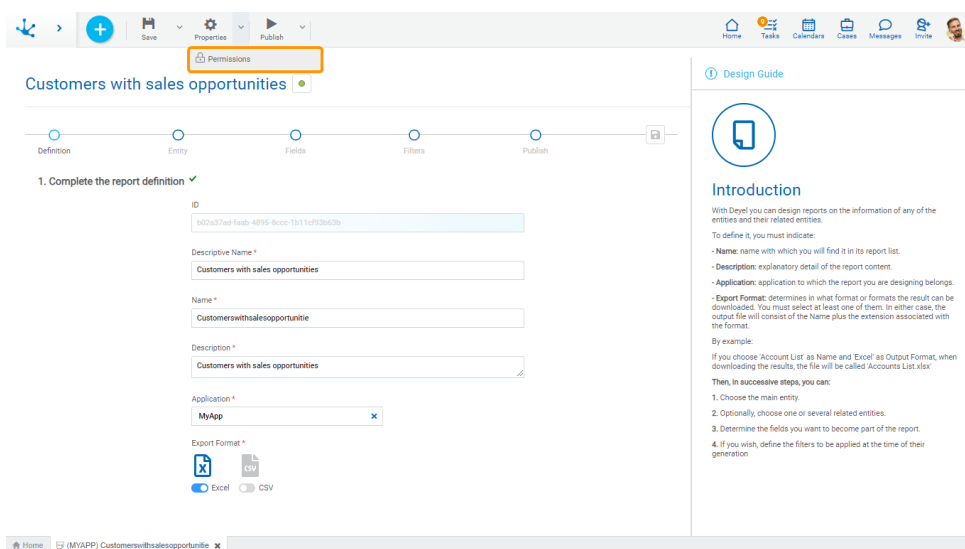 Save
Properties
Publish
Home
9
Tasks
Calendars
Cases
Messages
Invite
Permissions
Customers with sales opportunities
Definition
Entity
Fields
Filters
Publish
1. Complete the report definition
ID
b02a37ad-faab-4895-8ccc-7b11cf93b63b
Descriptive Name *
Customers with sales opportunities
Name *
Customerswithsalesopportunitie
Description *
Customers with sales opportunities
Application *
MyApp
Export Format *
X
CSV
Excel
CSV
Design Guide
Introduction
With Deyel you can design reports on the information of any of the
entities and their related entities.
To define it, you must indicate:
- Name: name with which you will find it in its report list.
- Description: explanatory detail of the report content.
- Application: application to which the report you are designing belongs.
- Export Format: determines in what format or formats the result can be
downloaded. You must select at least one of them. In either case, the
output file will consist of the Name plus the extension associated with
the format.
By example:
If you choose 'Account List' as Name and 'Excel' as Output Format, when
downloading the results, the file will be called 'Accounts List.xlsx'
Then, in successive steps, you can:
1. Choose the main entity.
2. Optionally, choose one or several related entities.
3. Determine the fields you want to become part of the report.
4. If you wish, define the filters to be applied at the time of their
generation
Home
(MYAPP) Customerswithsalesopportunitie